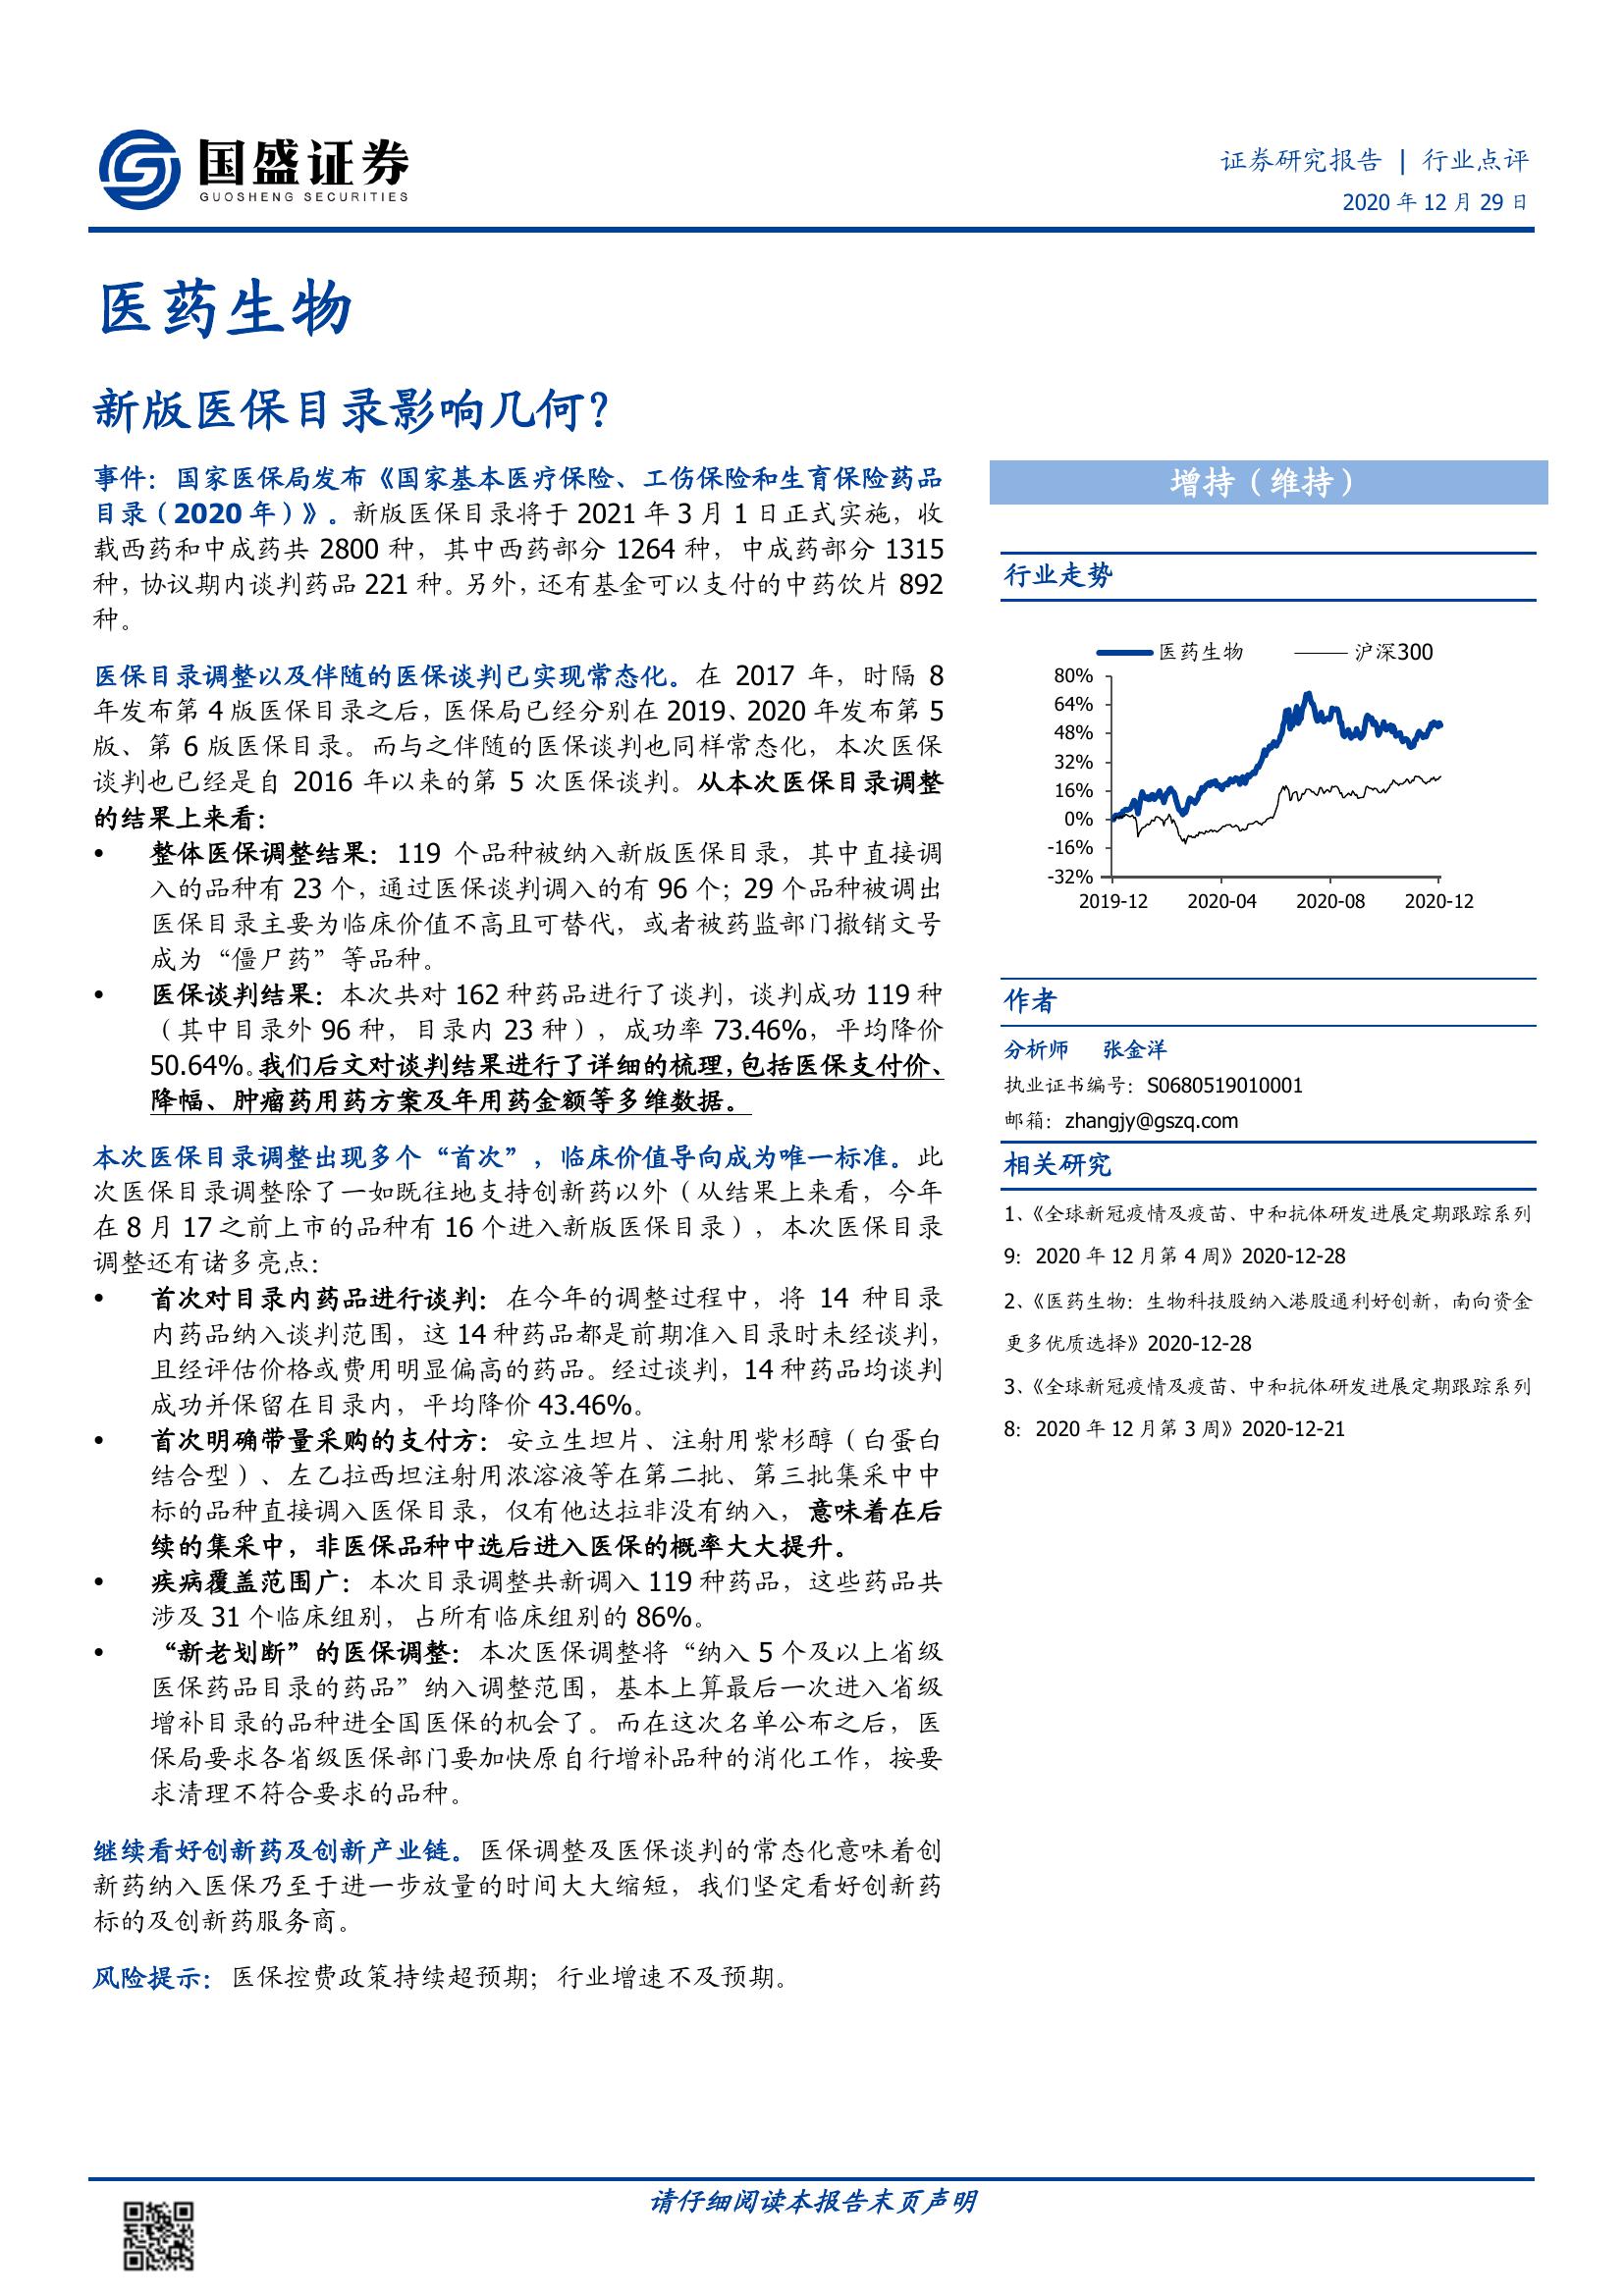 国盛证券
GUOSHENG SECURITIES
证券研究报告 | 行业点评
2020 年 12 月 29 日
医药生物
新版医保目录影响几何?
事件：国家医保局发布《国家基本医疗保险、工伤保险和生育保险药品
目录（2020 年）》。新版医保目录将于 2021 年 3 月 1 日正式实施，收
载西药和中成药共 2800 种，其中西药部分 1264 种，中成药部分 1315
种，协议期内谈判药品 221 种。另外，还有基金可以支付的中药饮片 892
种。
医保目录调整以及伴随的医保谈判已实现常态化。在 2017 年，时隔 8
年发布第 4 版医保目录之后，医保局已经分别在 2019、2020 年发布第 5
版、第 6 版医保目录。而与之伴随的医保谈判也同样常态化，本次医保
谈判也已经是自 2016 年以来的第 5 次医保谈判。从本次医保目录调整
的结果上来看：
• 整体医保调整结果：119 个品种被纳入新版医保目录，其中直接调
入的品种有 23 个，通过医保谈判调入的有 96 个；29 个品种被调出
医保目录主要为临床价值不高且可替代，或者被药监部门撤销文号
成为“僵尸药”等品种。
• 医保谈判结果：本次共对 162 种药品进行了谈判，谈判成功 119 种
（其中目录外 96 种，目录内 23 种），成功率 73.46%，平均降价
50.64%。我们后文对谈判结果进行了详细的梳理，包括医保支付价、
降幅、肿瘤药用药方案及年用药金额等多维数据。
本次医保目录调整出现多个“首次”，临床价值导向成为唯一标准。此
次医保目录调整除了一如既往地支持创新药以外（从结果上来看，今年
在 8 月 17 之前上市的品种有 16 个进入新版医保目录），本次医保目录
调整还有诸多亮点：
• 首次对目录内药品进行谈判：在今年的调整过程中，将 14 种目录
内药品纳入谈判范围，这 14 种药品都是前期准入目录时未经谈判，
且经评估价格或费用明显偏高的药品。经过谈判，14 种药品均谈判
成功并保留在目录内，平均降价 43.46%。
• 首次明确带量采购的支付方：安立生坦片、注射用紫杉醇（白蛋白
结合型）、左乙拉西坦注射用浓溶液等在第二批、第三批集采中中
标的品种直接调入医保目录，仅有他达拉非没有纳入，意味着在后
续的集采中，非医保品种中选后进入医保的概率大大提升。
• 疾病覆盖范围广：本次目录调整共新调入 119 种药品，这些药品共
涉及 31 个临床组别，占所有临床组别的 86%。
• “新老划断”的医保调整：本次医保调整将“纳入 5 个及以上省级
医保药品目录的药品”纳入调整范围，基本上算最后一次进入省级
增补目录的品种进全国医保的机会了。而在这次名单公布之后，医
保局要求各省级医保部门要加快原自行增补品种的消化工作，按要
求清理不符合要求的品种。
继续看好创新药及创新产业链。医保调整及医保谈判的常态化意味着创
新药纳入医保乃至于进一步放量的时间大大缩短，我们坚定看好创新药
标的及创新药服务商。
风险提示：医保控费政策持续超预期；行业增速不及预期。
增持（维持）
行业走势
医药生物 沪深300
80%
64%
48%
32%
16%
0%
-16%
-32%
2019-12 2020-04 2020-08 2020-12
作者
分析师 张金洋
执业证书编号：S0680519010001
邮箱：zhangjy@gszq.com
相关研究
1、《全球新冠疫情及疫苗、中和抗体研发进展定期跟踪系列
9：2020 年 12 月第 4 周》2020-12-28
2、《医药生物：生物科技股纳入港股通利好创新，南向资金
更多优质选择》2020-12-28
3、《全球新冠疫情及疫苗、中和抗体研发进展定期跟踪系列
8：2020 年 12 月第 3 周》2020-12-21
请仔细阅读本报告末页声明